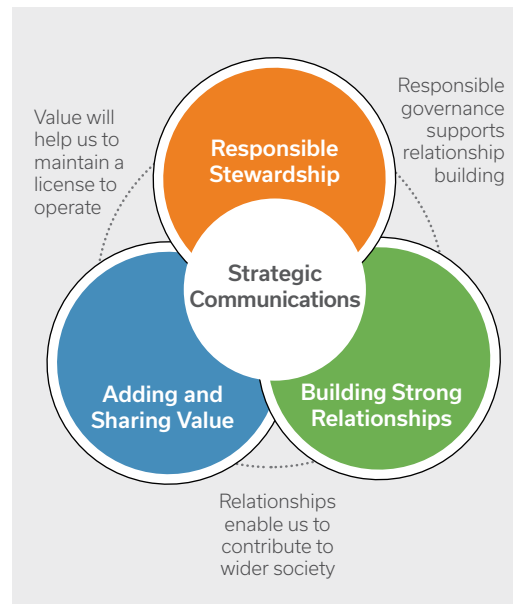 Value will
help us to
maintain a
license to
operate
Responsible
Stewardship
Responsible
governance
supports
relationship
building
Strategic
Communications
Adding and
Sharing Value
Building Strong
Relationships
Relationships
enable us to
contribute to
wider society